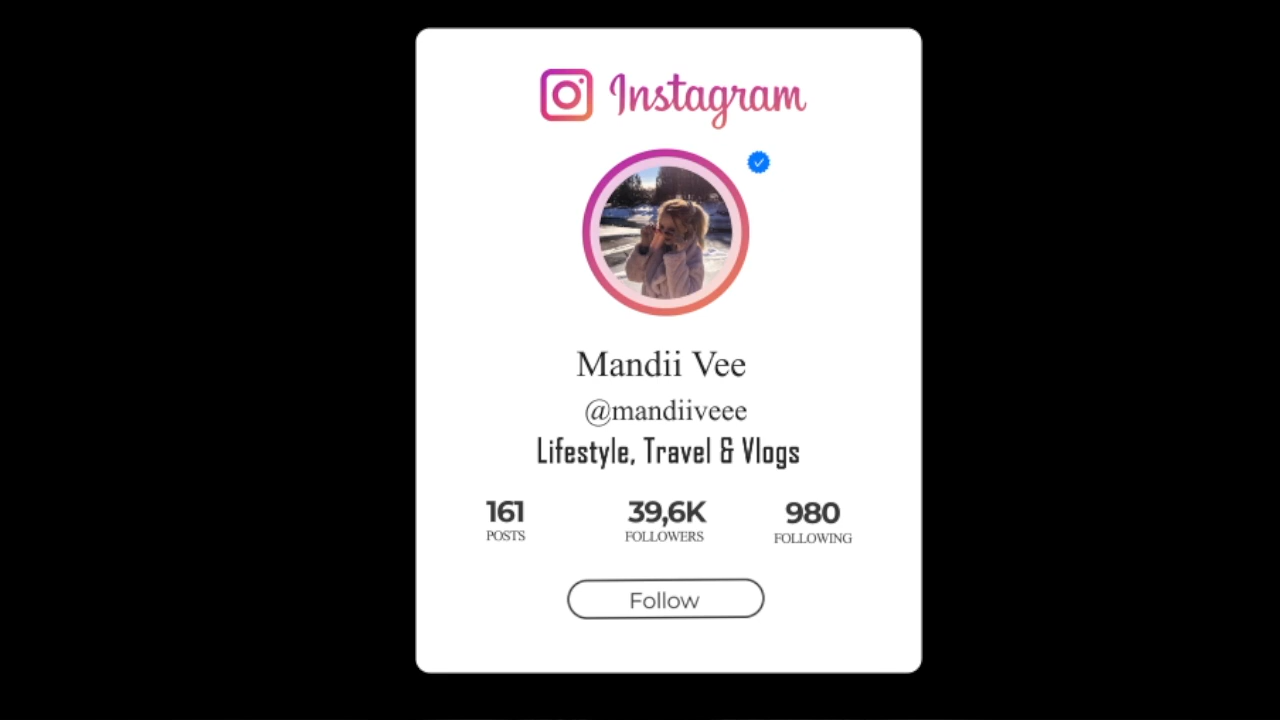 Instagram
Mandii Vee
@mandiiveee
Lifestyle, Travel & Vlogs
161 39,6K 980
POSTS FOLLOWERS FOLLOWING
Follow